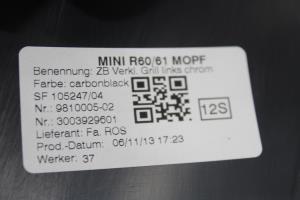 MINI R60/61 MOPF
Benennung: ZB Verkl. Grill links chrom
Farbe: carbonblack
SF 105247/04
Nr.: 9810005-02
Nr.: 3003929601
12S
Lieferant: Fa. ROS
Prod.-Datum: 06/11/13 17:23
Werker: 37